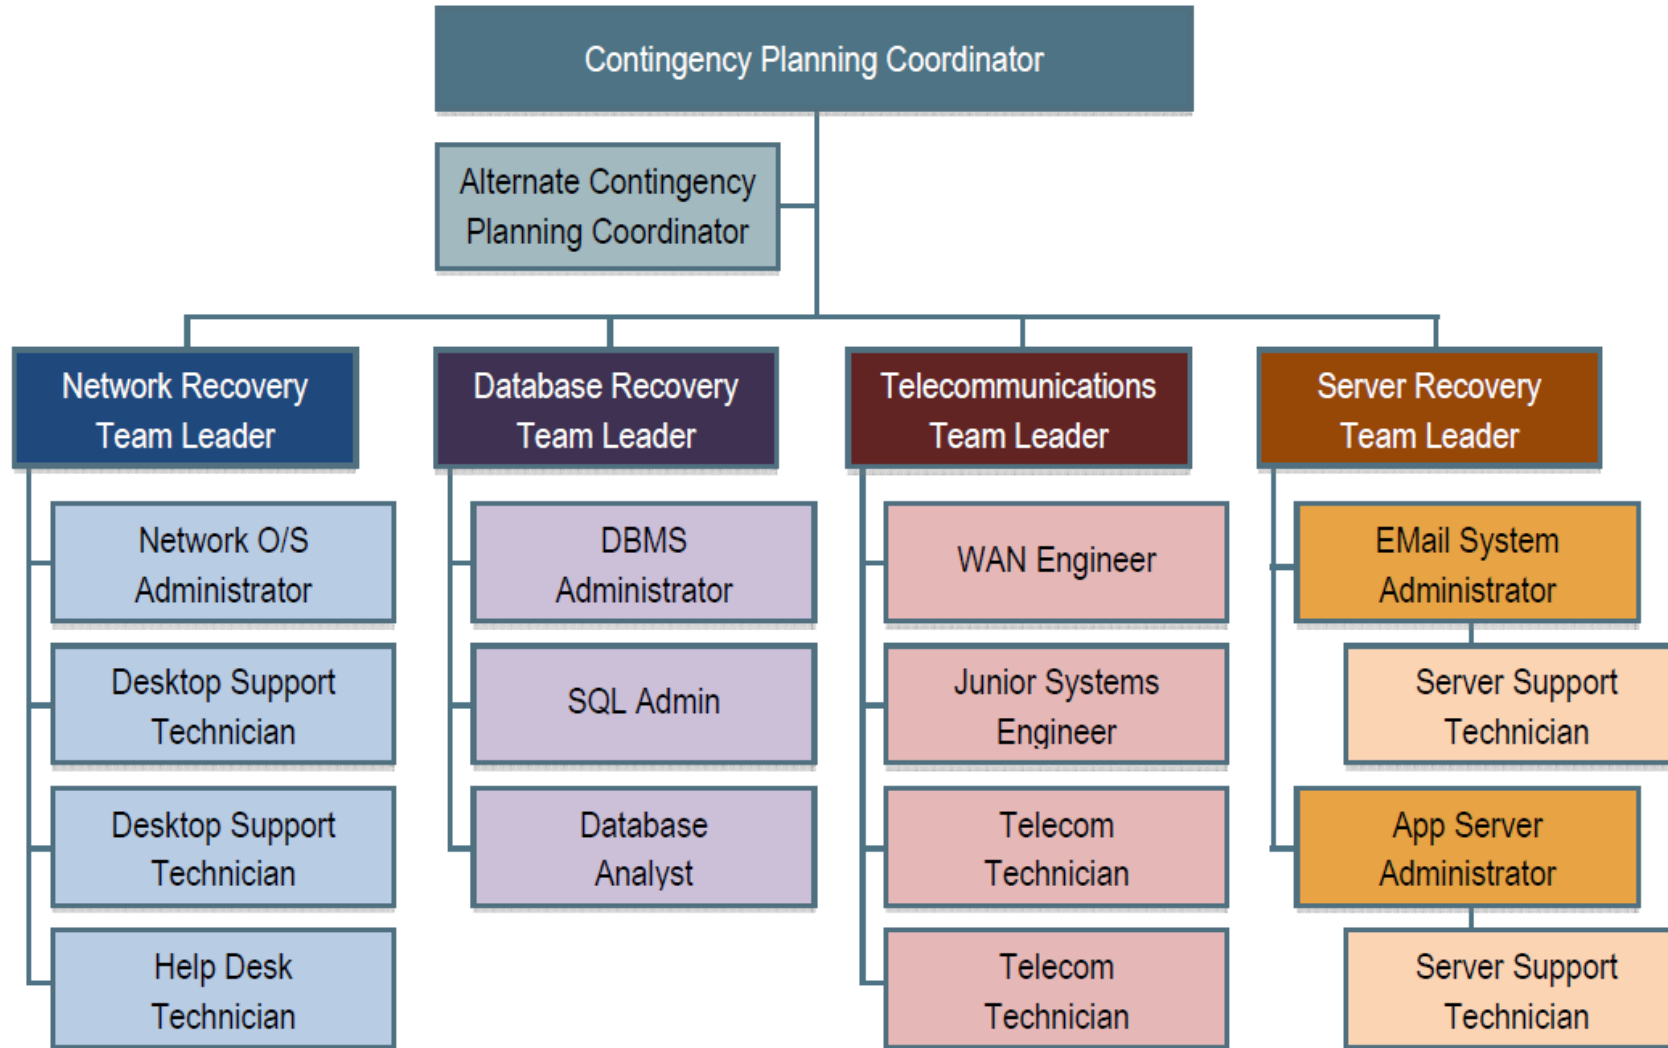 Contingency Planning Coordinator
Alternate Contingency
Planning Coordinator
Network Recovery
Team Leader
Network O/S
Administrator
Desktop Support
Technician
Desktop Support
Technician
Help Desk
Technician
Database Recovery
Team Leader
DBMS
Administrator
SQL Admin
Database
Analyst
Telecommunications
Team Leader
WAN Engineer
Junior Systems
Engineer
Telecom
Technician
Telecom
Technician
Server Recovery
Team Leader
EMail System
Administrator
Server Support
Technician
App Server
Administrator
Server Support
Technician